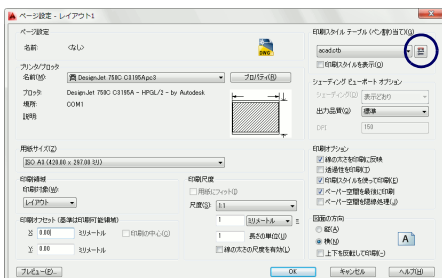 ページ設定 - レイアウト1
ページ設定
名前: <なし>
DWG
プリンタ/プロッタ
名前(M): DesignJet 750C C3195Apc3
プロパティ(R)
プロッタ: DesignJet 750C C3195A - HPGL/2 - by Autodesk
場所: COM1
説明:
用紙サイズ(Z)
ISO A3 (420.00 x 297.00 ミリ)
印刷領域
印刷対象(W):
レイアウト
印刷オフセット (基準は印刷可能領域)
X 0.00 ミリメートル
印刷の中心(C)
Y 0.00 ミリメートル
印刷尺度
用紙にフィット(I)
尺度(S): 1:1
1 ミリメートル =
1 長さの単位(U)
線の太さの尺度を有効(L)
印刷スタイル テーブル (ペン割り当て)(G)
acad.ctb
印刷スタイルを表示(O)
シェーディング ビューポート オプション
シェーディング(D) 表示どおり
出力品質(Q) 標準
DPI 150
印刷オプション
線の太さを印刷に反映
透過性を印刷(T)
印刷スタイルを使って印刷(E)
ペーパー空間を最後に印刷
ペーパー空間を隠線処理(J)
図面の方向
縦(A)
横(N)
上下を反転して印刷(-)
A
プレビュー(P)...
OK
キャンセル
ヘルプ(H)